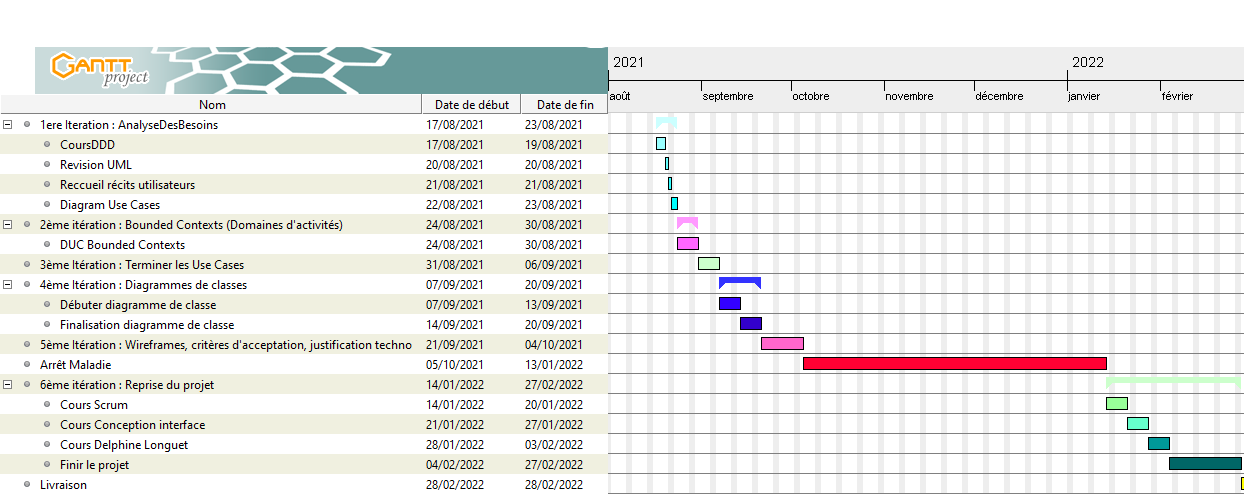 GANTT
project
2021
2022
août septembre octobre novembre décembre janvier février
Nom Date de début Date de fin
1ere Iteration : AnalyseDesBesoins 17/08/2021 23/08/2021
CoursDDD 17/08/2021 19/08/2021
Revision UML 20/08/2021 20/08/2021
Reccueil récits utilisateurs 21/08/2021 21/08/2021
Diagram Use Cases 22/08/2021 23/08/2021
2ème itération : Bounded Contexts (Domaines d'activités) 24/08/2021 30/08/2021
DUC Bounded Contexts 24/08/2021 30/08/2021
3ème Itération : Terminer les Use Cases 31/08/2021 06/09/2021
4ème Itération : Diagrammes de classes 07/09/2021 20/09/2021
Débuter diagramme de classe 07/09/2021 13/09/2021
Finalisation diagramme de classe 14/09/2021 20/09/2021
5ème Itération : Wireframes, critères d'acceptation, justification techno 21/09/2021 04/10/2021
Arrêt Maladie 05/10/2021 13/01/2022
6ème itération : Reprise du projet 14/01/2022 27/02/2022
Cours Scrum 14/01/2022 20/01/2022
Cours Conception interface 21/01/2022 27/01/2022
Cours Delphine Longuet 28/01/2022 03/02/2022
Finir le projet 04/02/2022 27/02/2022
Livraison 28/02/2022 28/02/2022